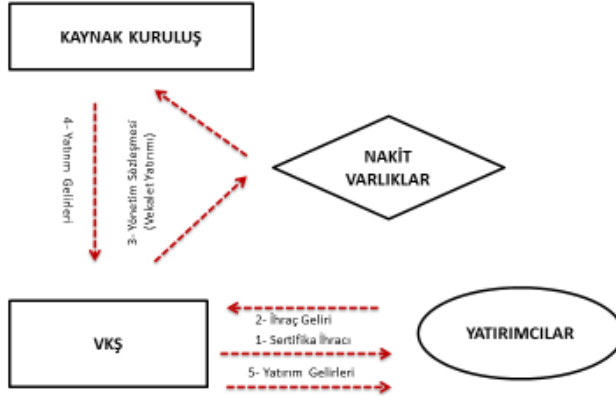 KAYNAK KURULUŞ
4- Yatırım Gelirleri
3- Yönetim Sözleşmesi
(Vekalet Yatırımı)
NAKİT
VARLIKLAR
VKŞ
2- İhraç Geliri
1- Sertifika İhracı
5- Yatırım Gelirleri
YATIRIMCILAR